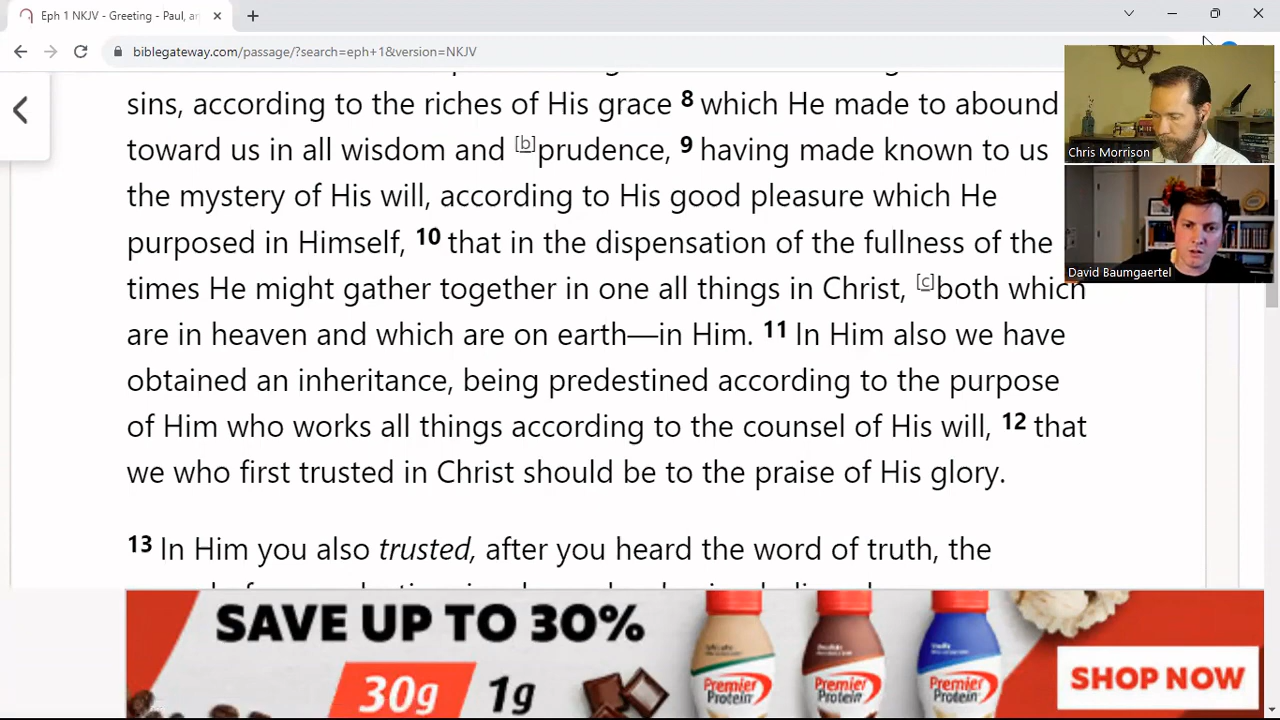 Eph 1 NKJV - Greeting - Paul, an
biblegateway.com/passage/?search=eph+1&version=NKJV
Chris Morrison
David Baumgaertel
sins, according to the riches of His grace 8 which He made to abound
toward us in all wisdom and [b]prudence, 9 having made known to us
the mystery of His will, according to His good pleasure which He
purposed in Himself, 10 that in the dispensation of the fullness of the
times He might gather together in one all things in Christ, [c]both which
are in heaven and which are on earth—in Him. 11 In Him also we have
obtained an inheritance, being predestined according to the purpose
of Him who works all things according to the counsel of His will, 12 that
we who first trusted in Christ should be to the praise of His glory.
13 In Him you also trusted, after you heard the word of truth, the
SAVE UP TO 30%
30g 1g
Premier Protein
Premier Protein
Vanilla
Premier Protein
SHOP NOW